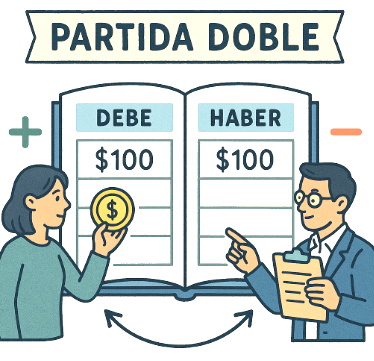 PARTIDA DOBLE
+
DEBE HABER –
$100 $100
$